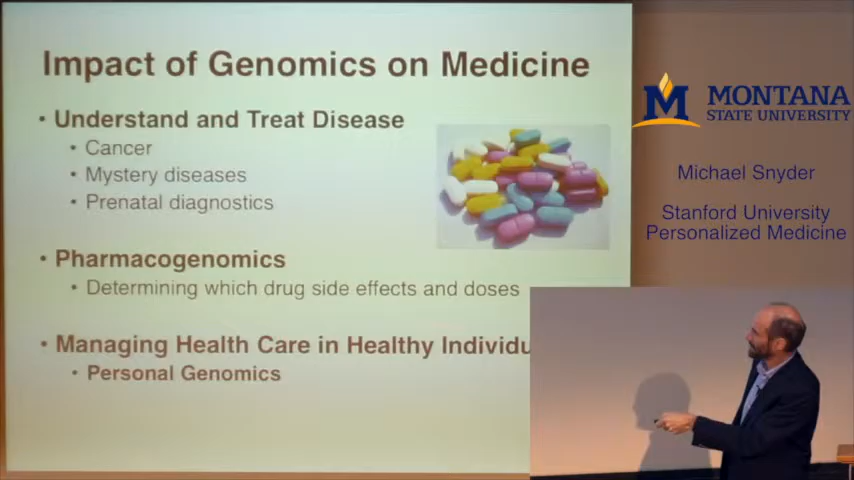 Impact of Genomics on Medicine
• Understand and Treat Disease
• Cancer
• Mystery diseases
• Prenatal diagnostics
• Pharmacogenomics
• Determining which drug side effects and doses
• Managing Health Care in Healthy Individu
• Personal Genomics
M
MONTANA
STATE UNIVERSITY
Michael Snyder
Stanford University
Personalized Medicine